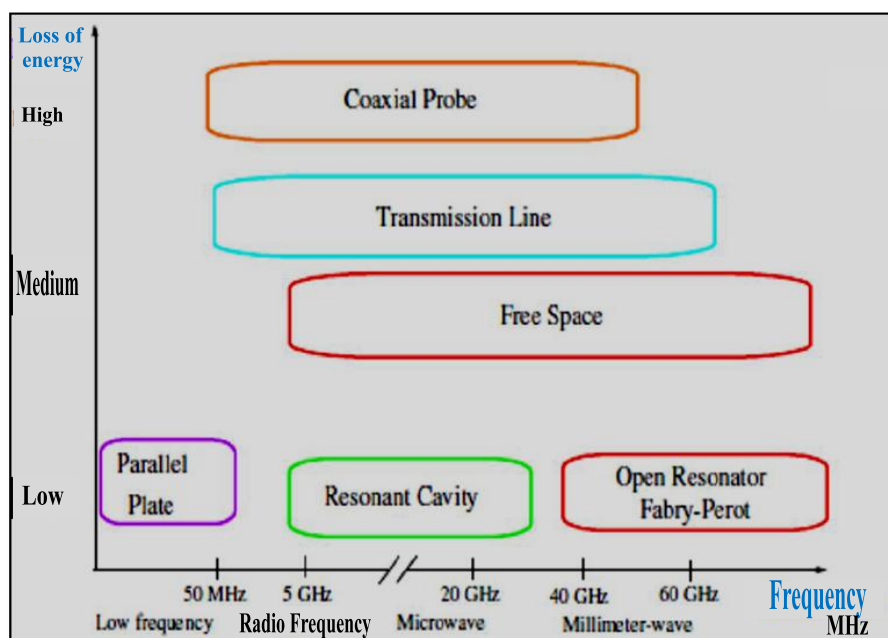 Loss of
energy
High
Coaxial Probe
Transmission Line
Medium
Free Space
Low
Parallel
Plate
Resonant Cavity
Open Resonator
Fabry-Perot
50 MHz
5 GHz
20 GHz
40 GHz
60 GHz
Frequency
MHz
Low frequency
Radio Frequency
Microwave
Millimeter-wave